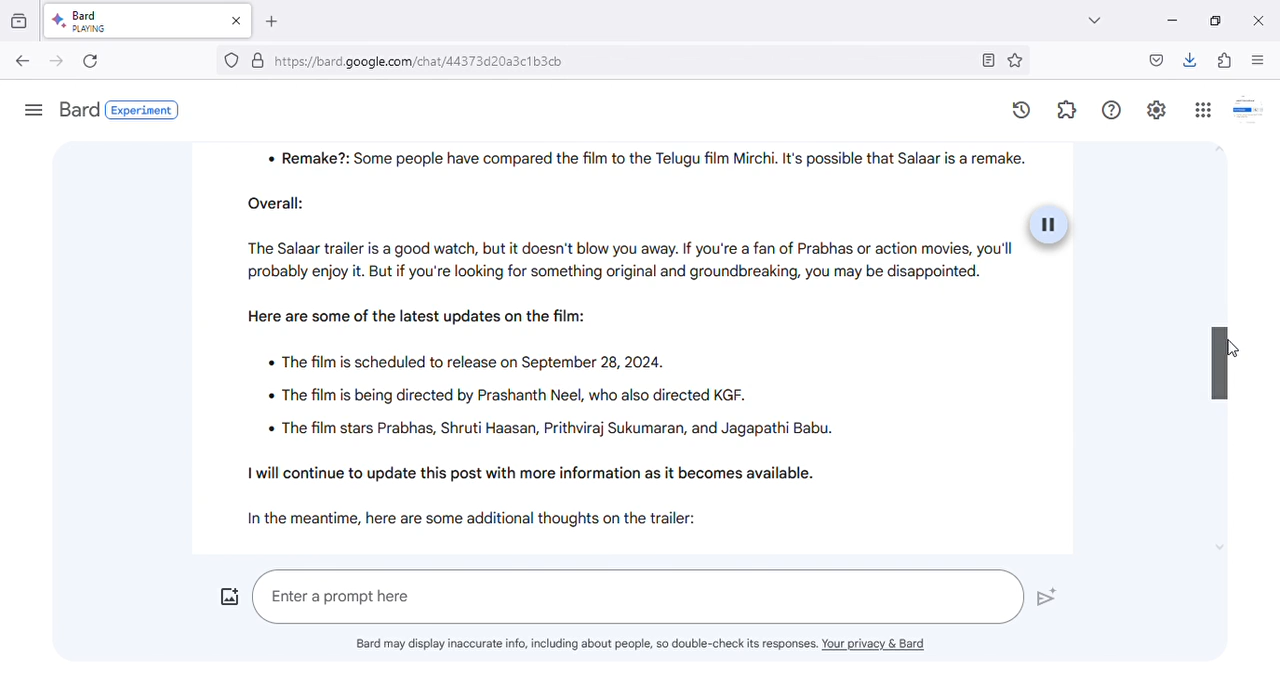 Bard
PLAYING
https://bard.google.com/chat/44373d20a3c1b3cb
Bard Experiment
• Remake?: Some people have compared the film to the Telugu film Mirchi. It's possible that Salaar is a remake.
Overall:
The Salaar trailer is a good watch, but it doesn't blow you away. If you're a fan of Prabhas or action movies, you'll
probably enjoy it. But if you're looking for something original and groundbreaking, you may be disappointed.
Here are some of the latest updates on the film:
• The film is scheduled to release on September 28, 2024.
• The film is being directed by Prashanth Neel, who also directed KGF.
• The film stars Prabhas, Shruti Haasan, Prithviraj Sukumaran, and Jagapathi Babu.
I will continue to update this post with more information as it becomes available.
In the meantime, here are some additional thoughts on the trailer:
Enter a prompt here
Bard may display inaccurate info, including about people, so double-check its responses. Your privacy & Bard